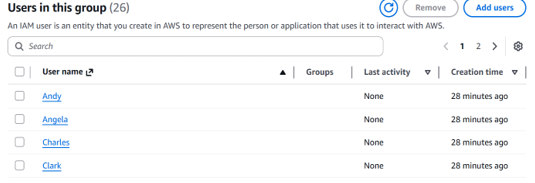 Users in this group (26)
Remove
Add users
An IAM user is an entity that you create in AWS to represent the person or application that uses it to interact with AWS.
Search
1 2
User name Groups Last activity Creation time
Andy None 28 minutes ago
Angela None 28 minutes ago
Charles None 28 minutes ago
Clark None 28 minutes ago